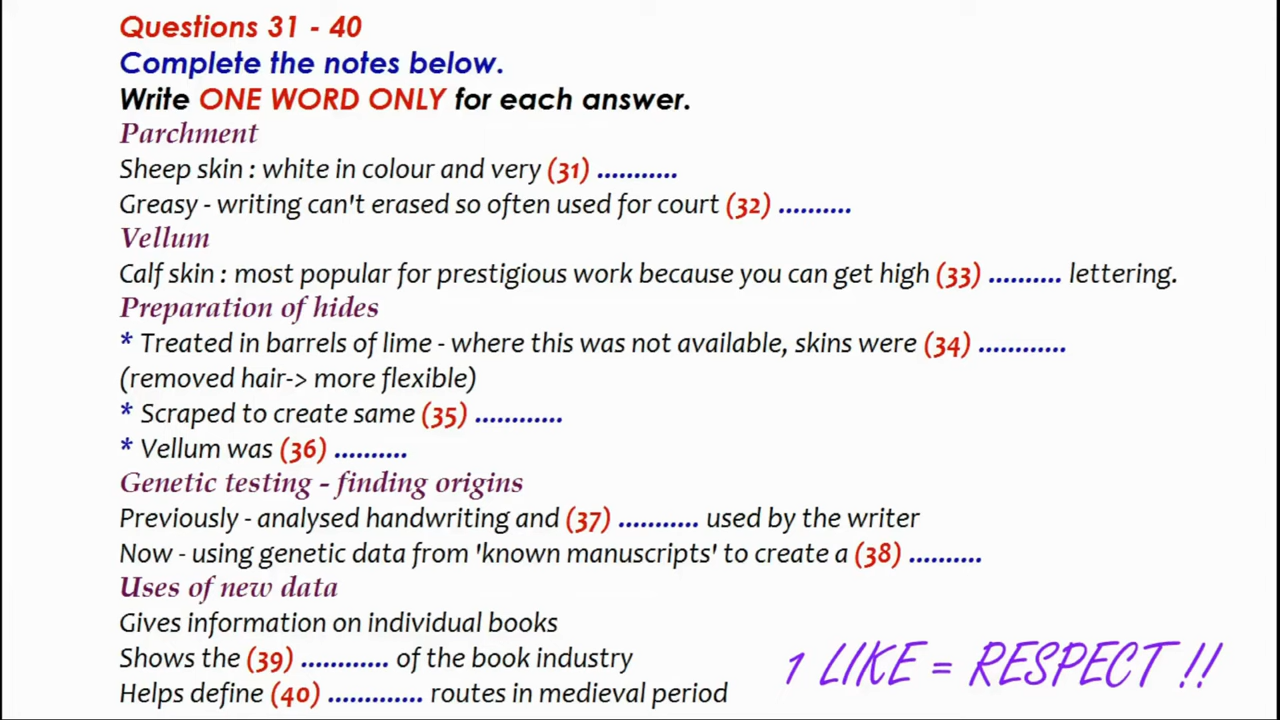 Questions 31 - 40
Complete the notes below.
Write ONE WORD ONLY for each answer.
Parchment
Sheep skin : white in colour and very (31) ...........
Greasy - writing can't erased so often used for court (32) ..........
Vellum
Calf skin : most popular for prestigious work because you can get high (33) .......... lettering.
Preparation of hides
* Treated in barrels of lime - where this was not available, skins were (34) ............
(removed hair-> more flexible)
* Scraped to create same (35) ............
* Vellum was (36) ..........
Genetic testing - finding origins
Previously - analysed handwriting and (37) ........... used by the writer
Now - using genetic data from 'known manuscripts' to create a (38) ..........
Uses of new data
Gives information on individual books
Shows the (39) ............ of the book industry
Helps define (40) ............. routes in medieval period
1 LIKE = RESPECT !!